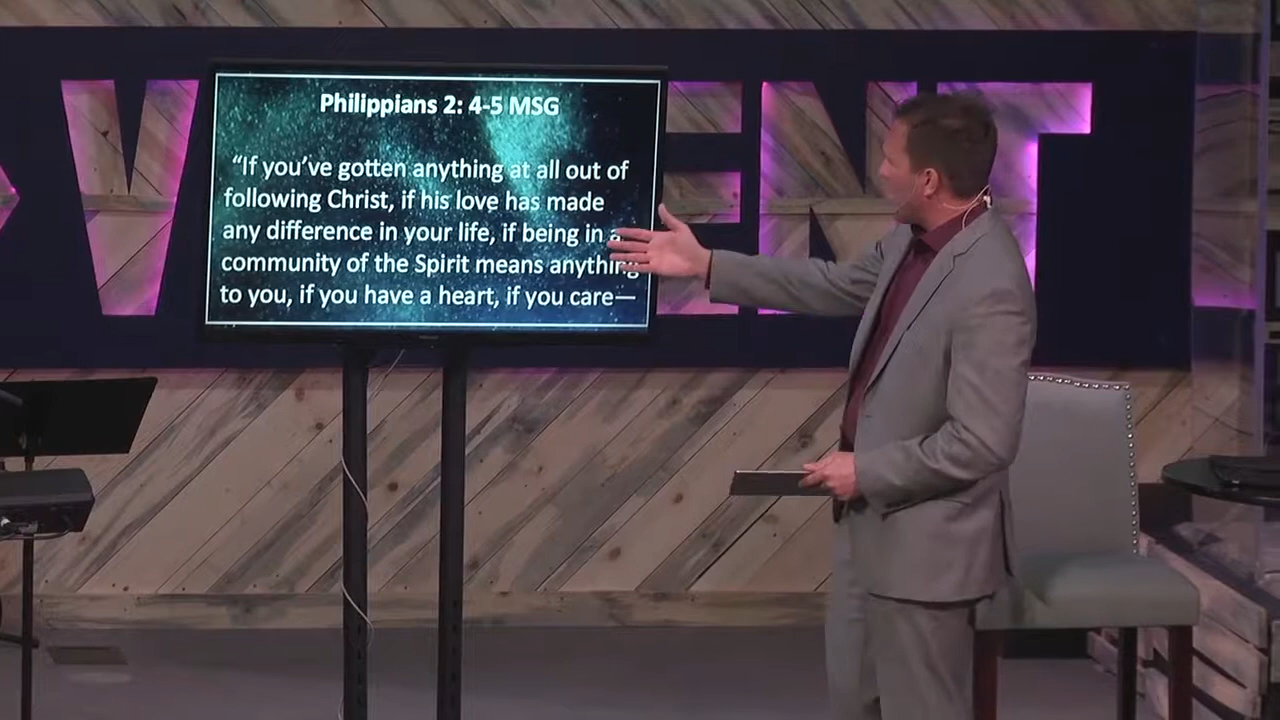 Philippians 2: 4-5 MSG
“If you’ve gotten anything at all out of
following Christ, if his love has made
any difference in your life, if being in a
community of the Spirit means anything
to you, if you have a heart, if you care—
V ENT